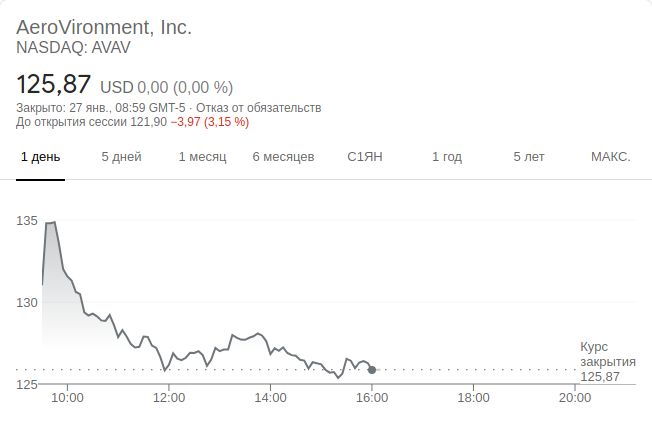 AeroVironment, Inc.
NASDAQ: AVAV
125,87 USD 0,00 (0,00 %)
Закрыто: 27 янв., 08:59 GMT-5 · Отказ от обязательств
До открытия сессии 121,90 −3,97 (3,15 %)
1 день 5 дней 1 месяц 6 месяцев С1ЯН 1 год 5 лет МАКС.
135
130
Курс
закрытия
125,87
125
10:00 12:00 14:00 16:00 18:00 20:00